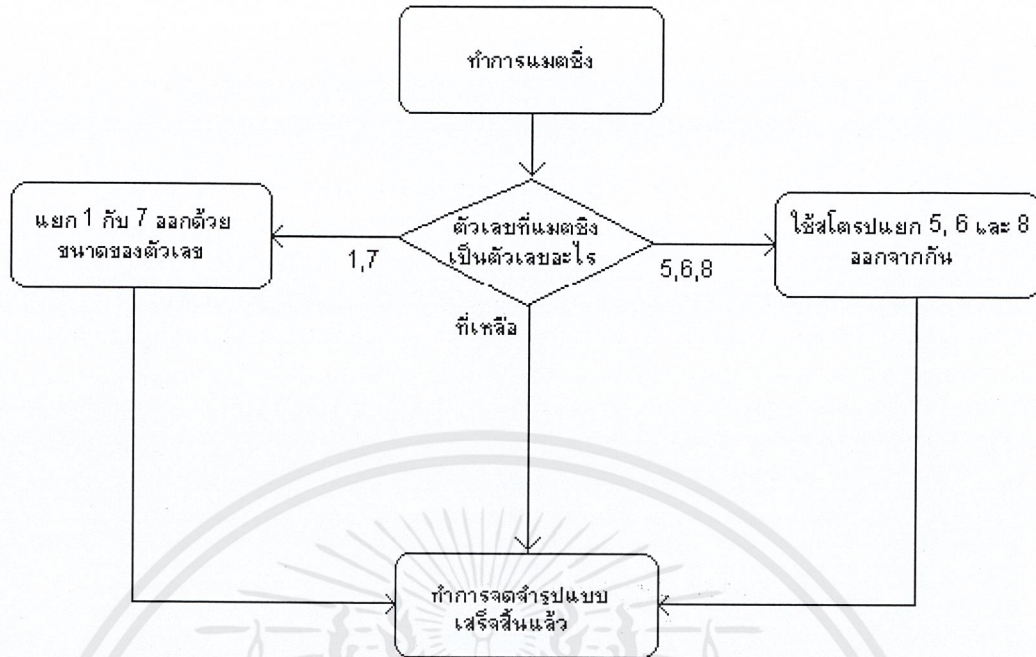 ทำการแมตชิ่ง
ตัวเลขที่แมตชิง
เป็นตัวเลขอะไร
แยก 1 กับ 7 ออกด้วย
ขนาดของตัวเลข
1,7
5,6,8
ใช้สโตรปแยก 5, 6 และ 8
ออกจากกัน
ที่เหลือ
ทำการจดจำรูปแบบ
เสร็จสิ้นแล้ว